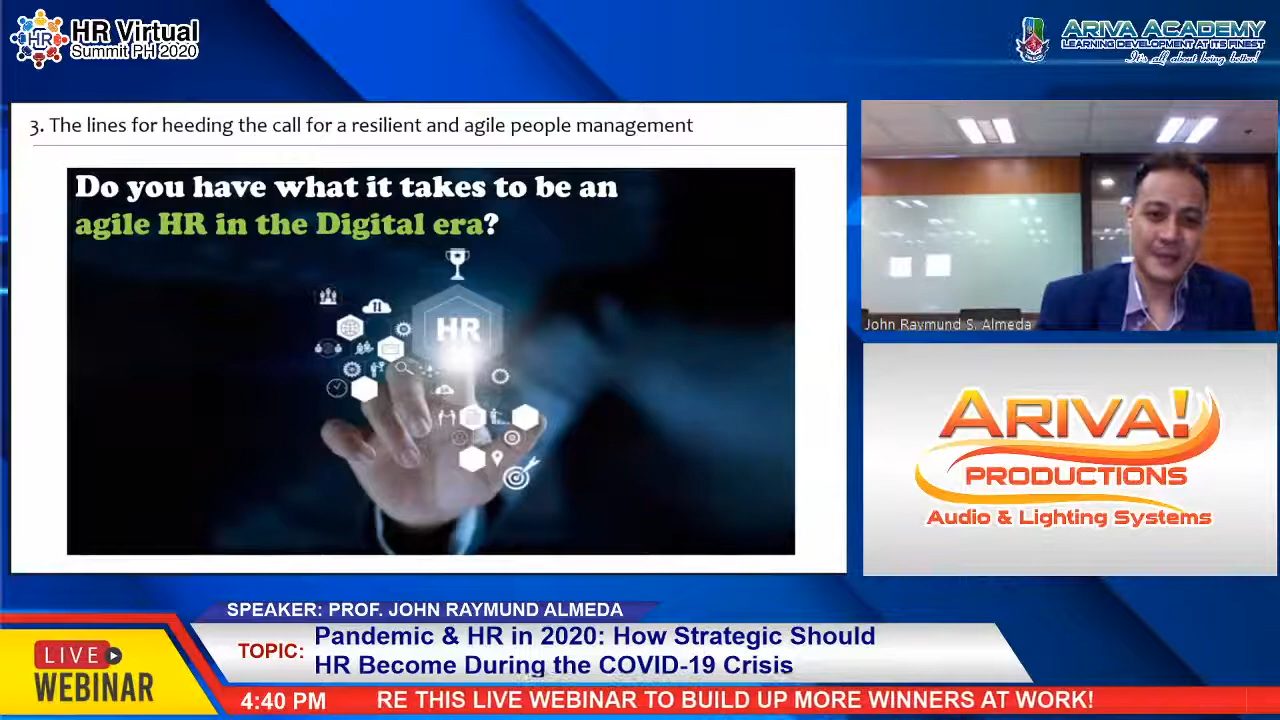 HR Virtual
Summit PH 2020
HR
ARIVA ACADEMY
LEARNING DEVELOPMENT AT ITS FINEST
It's all about being better!
3. The lines for heeding the call for a resilient and agile people management
Do you have what it takes to be an
agile HR in the Digital era?
HR
John Raymund S. Almeda
ARIVA!
PRODUCTIONS
Audio & Lighting Systems
SPEAKER: PROF. JOHN RAYMUND ALMEDA
TOPIC:
Pandemic & HR in 2020: How Strategic Should
HR Become During the COVID-19 Crisis
LIVE
WEBINAR
4:40 PM
RE THIS LIVE WEBINAR TO BUILD UP MORE WINNERS AT WORK!